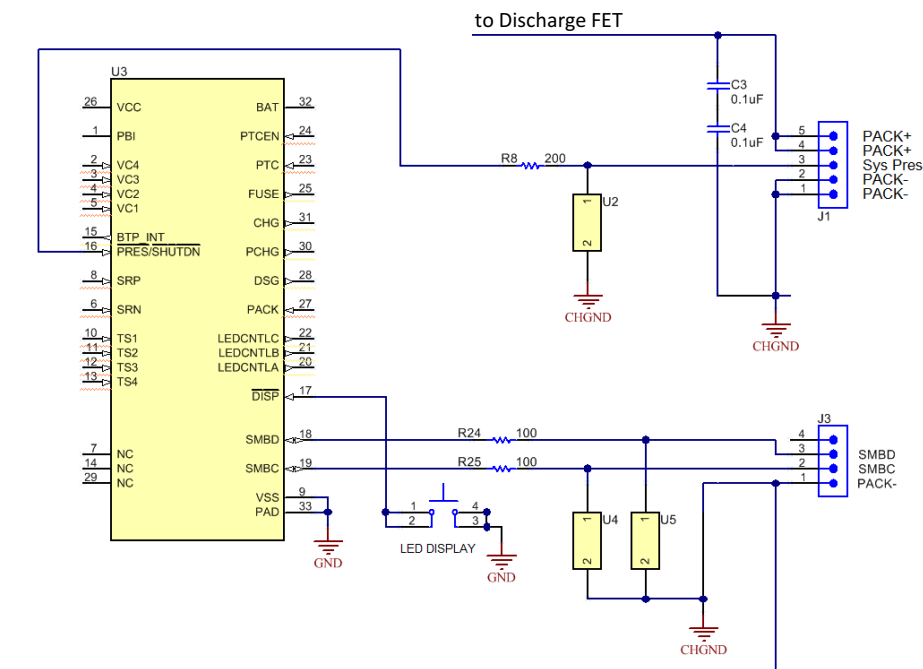 to Discharge FET
U3
26 VCC BAT 32
1 PBI PTCEN 24
2 VC4 PTC 23
3 VC3
4 VC2 FUSE 25
5 VC1
CHG 31
15 BTP_INT
16 PRES/SHUTDN PCHG 30
8 SRP DSG 28
6 SRN PACK 27
10 TS1 LEDCNTLC 22
11 TS2 LEDCNTLB 21
12 TS3 LEDCNTLA 20
13 TS4
DISP 17
SMBD 18
7 NC
14 NC SMBC 19
29 NC
VSS 9
PAD 33
GND
C3
0.1uF
C4
0.1uF
R8 200
U2
1
2
CHGND
5 PACK+
4 PACK+
3 Sys Pres
2 PACK-
1 PACK-
J1
CHGND
R24 100
R25 100
J3
4
3 SMBD
2 SMBC
1 PACK-
1 4
2 3
LED DISPLAY
GND
U4 U5
1 1
2 2
CHGND